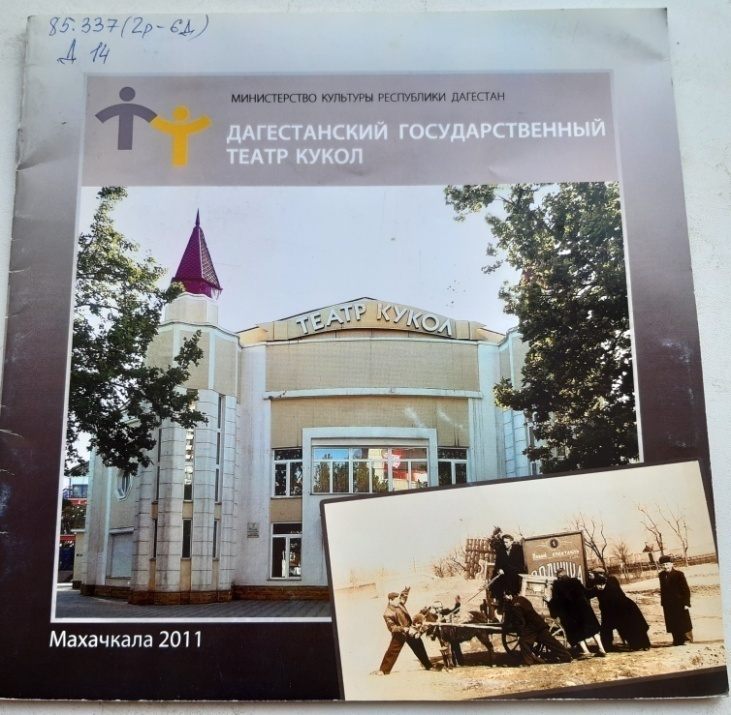 85.337(2р-6Д)
Д 14
МИНИСТЕРСТВО КУЛЬТУРЫ РЕСПУБЛИКИ ДАГЕСТАН
ДАГЕСТАНСКИЙ ГОСУДАРСТВЕННЫЙ
ТЕАТР КУКОЛ
ТЕАТР КУКОЛ
Махачкала 2011